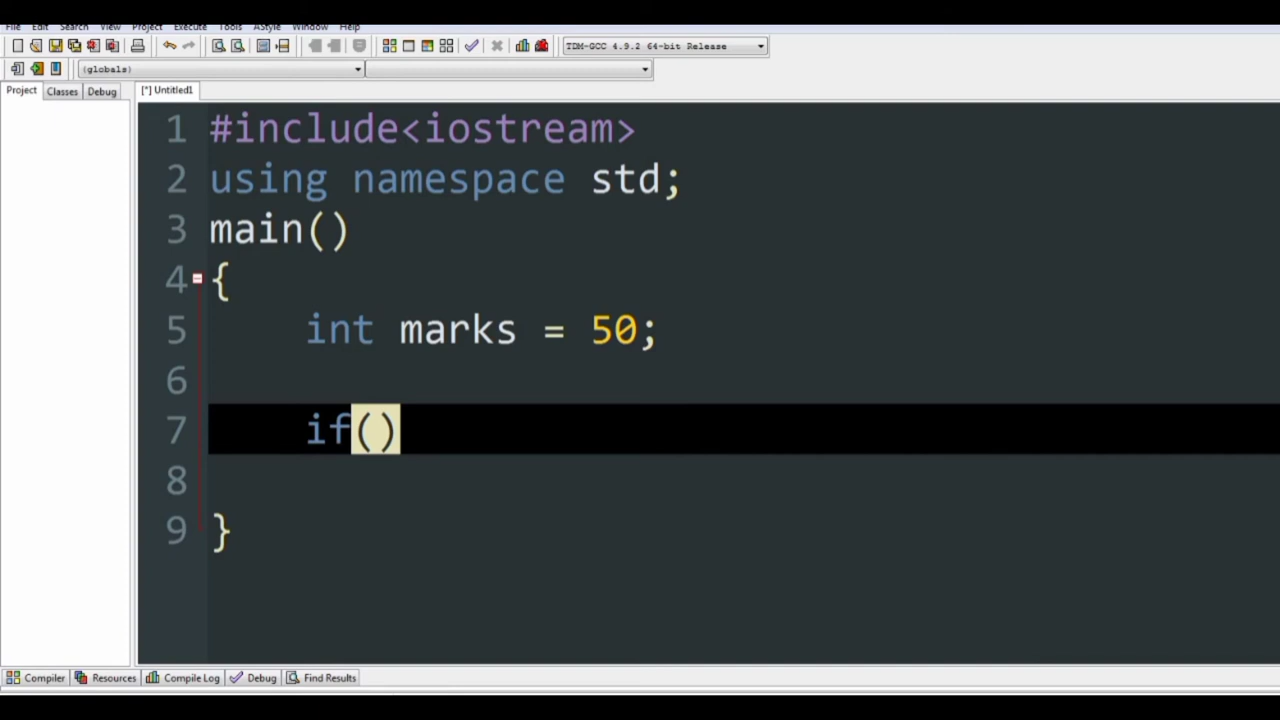 File Edit Search View Project Execute Tools AStyle Window Help
TDM-GCC 4.9.2 64-bit Release
(globals)
Project Classes Debug [*] Untitled1
1 #include<iostream>
2 using namespace std;
3 main()
4 {
5 int marks = 50;
6
7 if()
8
9 }
Compiler Resources Compile Log Debug Find Results